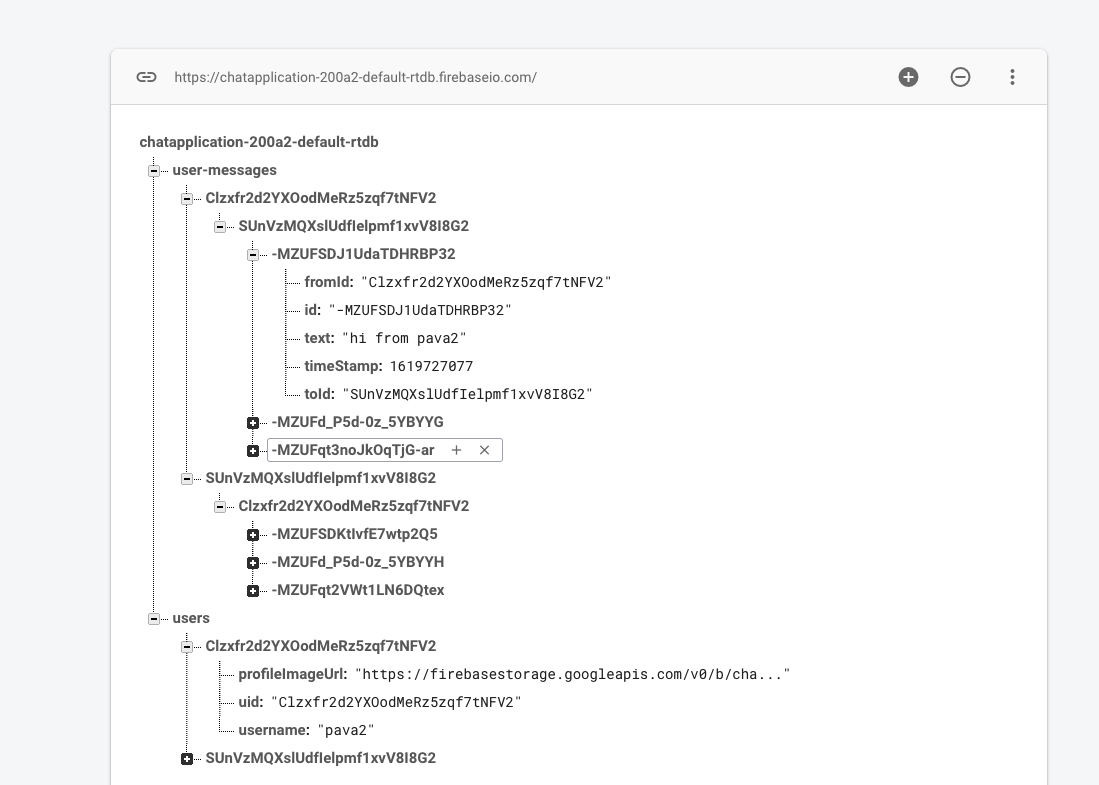 https://chatapplication-200a2-default-rtdb.firebaseio.com/
chatapplication-200a2-default-rtdb
user-messages
Clzxfr2d2YXOodMeRz5zqf7tNFV2
SUnVzMQXslUdfIelpmf1xvV8I8G2
-MZUFSDJ1UdaTDHRBP32
fromId: "Clzxfr2d2YXOodMeRz5zqf7tNFV2"
id: "-MZUFSDJ1UdaTDHRBP32"
text: "hi from pava2"
timeStamp: 1619727077
toId: "SUnVzMQXslUdfIelpmf1xvV8I8G2"
-MZUFd_P5d-0z_5YBYYG
-MZUFqt3noJkOqTjG-ar
SUnVzMQXslUdfIelpmf1xvV8I8G2
Clzxfr2d2YXOodMeRz5zqf7tNFV2
-MZUFSDKtIvfE7wtp2Q5
-MZUFd_P5d-0z_5YBYYH
-MZUFqt2VWt1LN6DQtex
users
Clzxfr2d2YXOodMeRz5zqf7tNFV2
profileImageUrl: "https://firebasestorage.googleapis.com/v0/b/cha..."
uid: "Clzxfr2d2YXOodMeRz5zqf7tNFV2"
username: "pava2"
SUnVzMQXslUdfIelpmf1xvV8I8G2